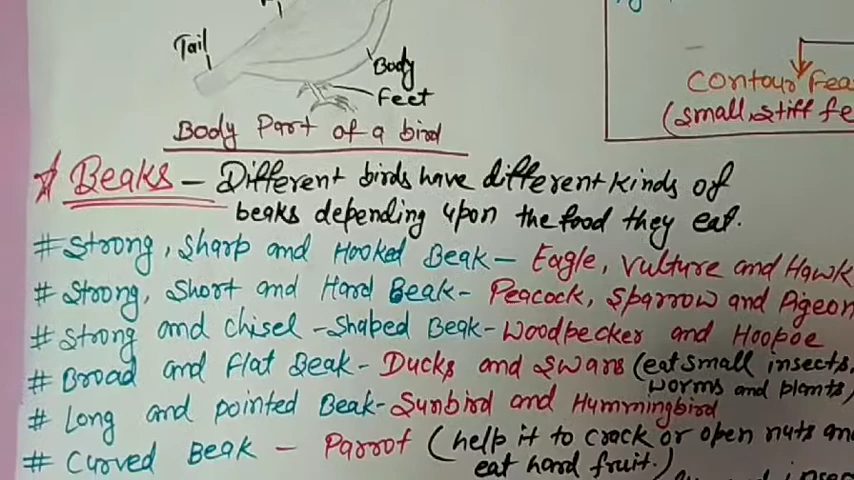 Tail
Body
Feet
Body Part of a bird
Contour Fea
(small, stiff fe
Beaks - Different birds have different kinds of
beaks depending upon the food they eat.
# Strong, Sharp and Hooked Beak - Eagle, Vulture and Hawk
# Strong, Short and Hard Beak - Peacock, Sparrow and Pigeon
# Strong and chisel - Shaped Beak - Woodpecker and Hoopoe
# Broad and Flat Beak - Ducks and Swans (eat small insects,
worms and plants,
# Long and pointed Beak - Sunbird and Hummingbird
# Curved Beak - Parrot (help it to crack or open nuts and
eat hard fruit.)